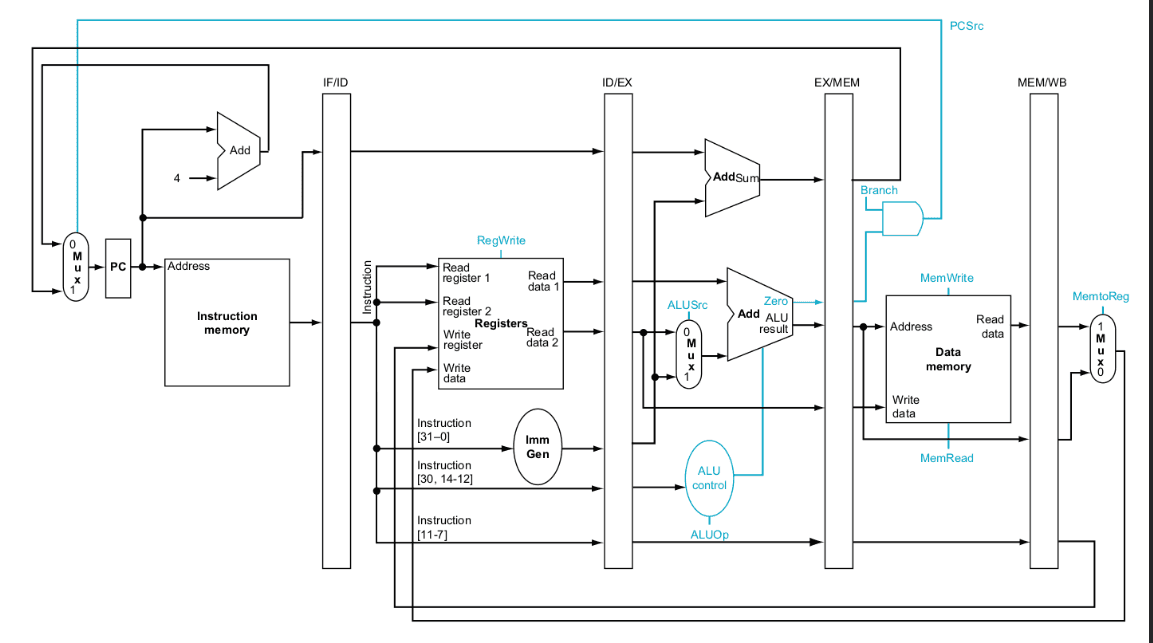 PCSrc
IF/ID
ID/EX
EX/MEM
MEM/WB
Add
4
Add Sum
Branch
0
M
u
x
1
PC
Address
Instruction
memory
Instruction
RegWrite
Read
register 1
Read
register 2
Write
register
Write
data
Registers
Read
data 1
Read
data 2
ALUSrc
0
M
u
x
1
Add
Zero
ALU
result
MemWrite
Address
Read
data
Data
memory
Write
data
MemRead
MemtoReg
1
M
u
x
0
Instruction
[31–0]
Imm
Gen
Instruction
[30, 14-12]
ALU
control
Instruction
[11-7]
ALUOp